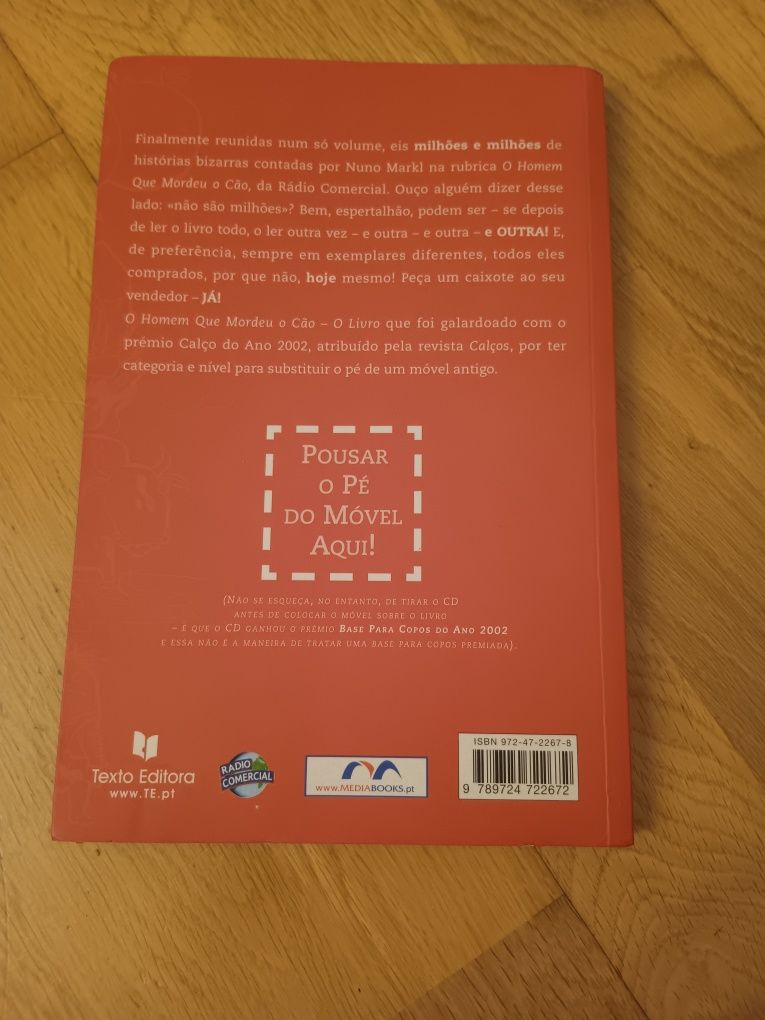 Finalmente reunidas num só volume, eis milhões e milhões de
histórias bizarras contadas por Nuno Markl na rubrica O Homem
Que Mordeu o Cão, da Rádio Comercial. Ouço alguém dizer desse
lado: «não são milhões»? Bem, espertalhão, podem ser – se depois
de ler o livro todo, o ler outra vez – e outra – e outra – e OUTRA! E,
de preferência, sempre em exemplares diferentes, todos eles
comprados, por que não, hoje mesmo! Peça um caixote ao seu
vendedor – JÁ!
O Homem Que Mordeu o Cão – O Livro que foi galardoado com o
prémio Calço do Ano 2002, atribuído pela revista Calços, por ter
categoria e nível para substituir o pé de um móvel antigo.
POUSAR
O PÉ
DO MÓVEL
AQUI!
(NÃO SE ESQUEÇA, NO ENTANTO, DE TIRAR O CD
ANTES DE COLOCAR O MÓVEL SOBRE O LIVRO
– É QUE O CD GANHOU O PRÉMIO BASE PARA COPOS DO ANO 2002
E ESSA NÃO É A MANEIRA DE TRATAR UMA BASE PARA COPOS PREMIADA).
Texto Editora
www.TE.pt
RADIO
COMERCIAL
www.MEDIABOOKS.pt
ISBN 972-47-2267-8
9 789724 722672